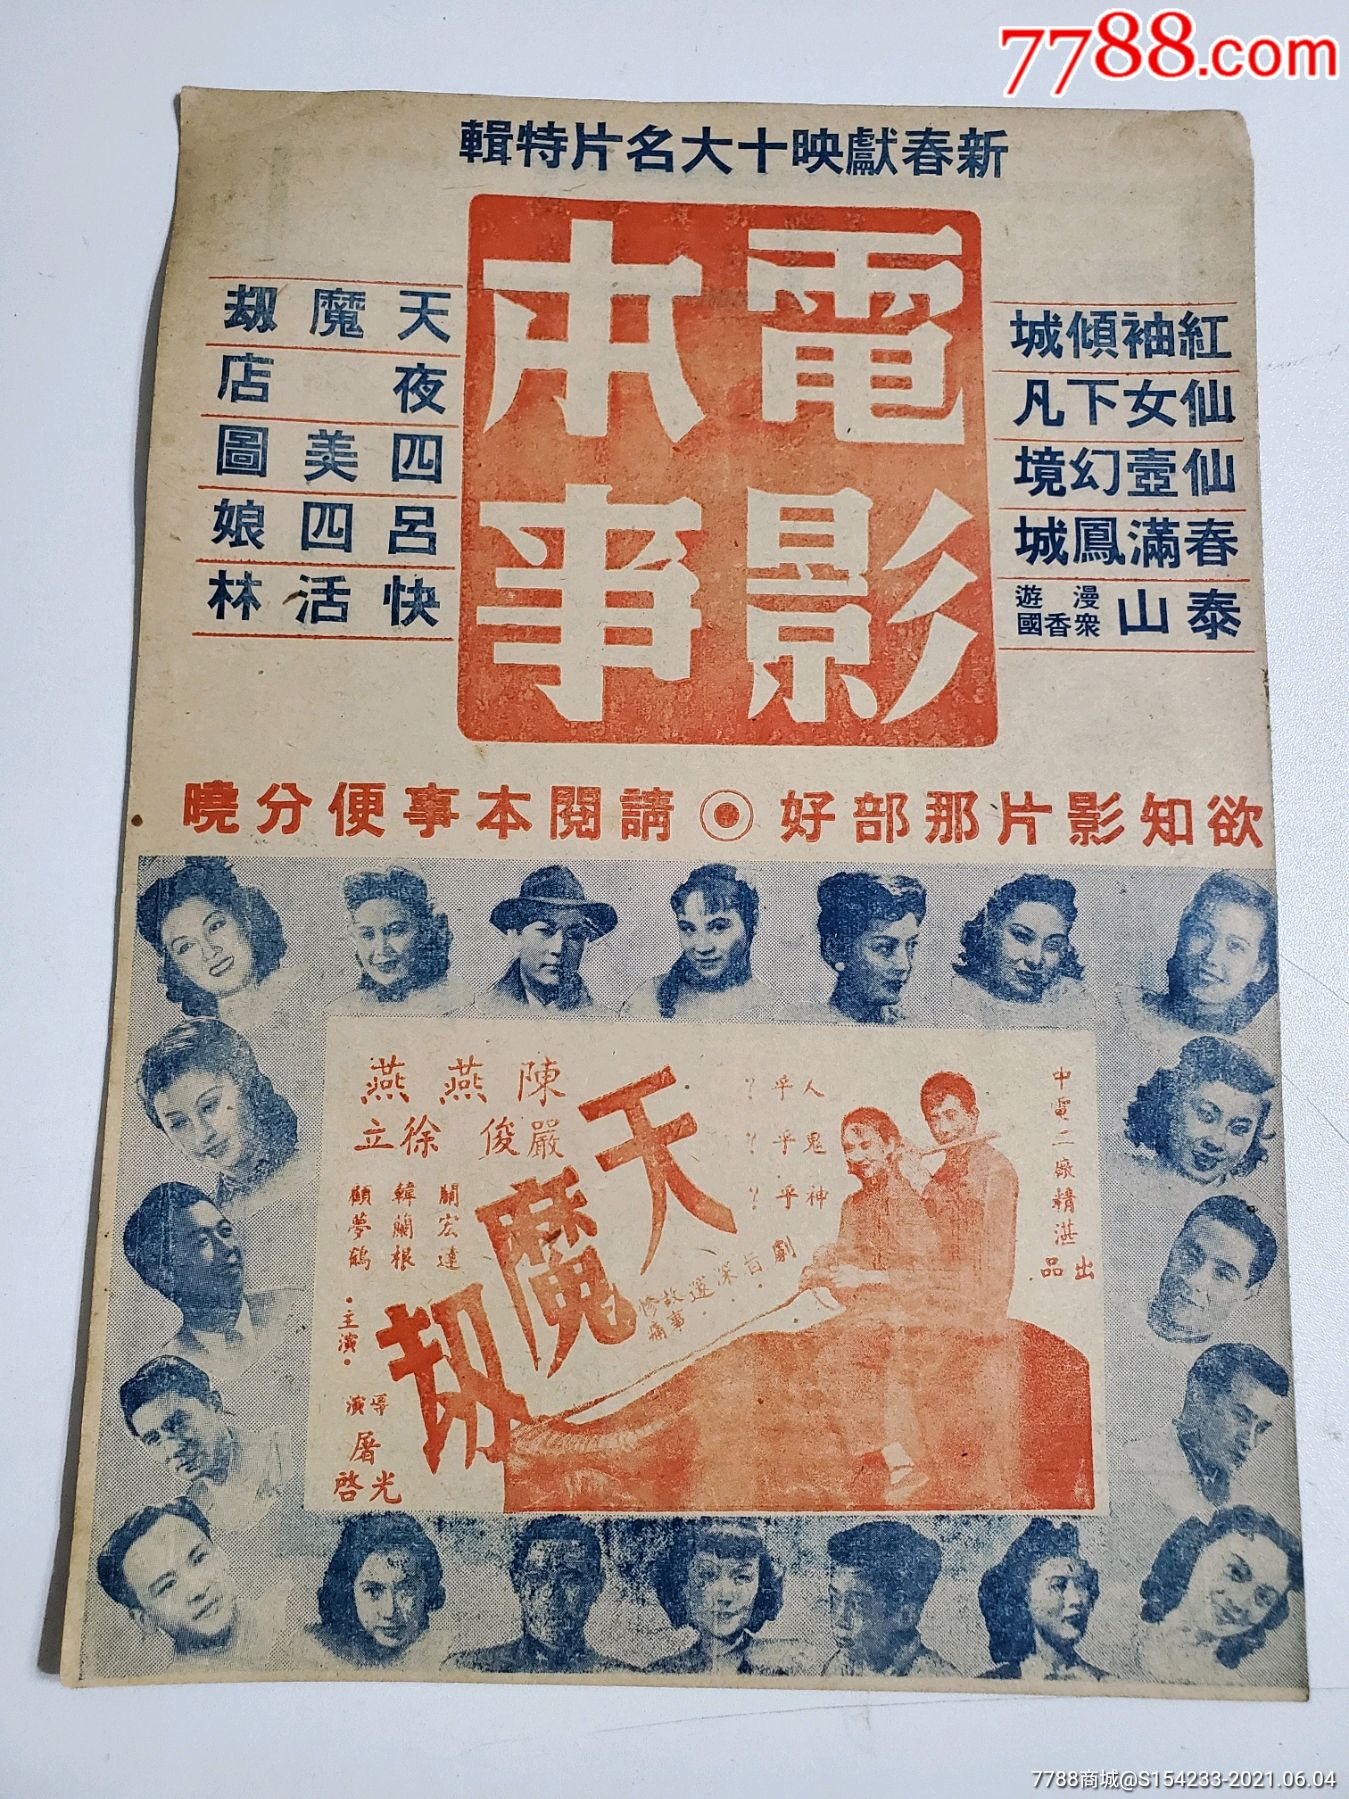 7788.com
新春獻映十大名片特輯
電影
本事
紅袖傾城
仙女下凡
仙壺幻境
春滿鳳城
泰山漫遊衆香國
天魔劫
夜店
四美圖
呂四娘
快活林
欲知影片那部好⊙請閱本事便分曉
中電二廠精湛出品
人乎?
鬼乎?
神乎?
劇旨深邃
故事慘痛
天魔劫
陳燕燕
嚴俊 徐立
關宏達
韓蘭根
顧夢鶴
·主演·
導演
屠光啓
7788商城@S154233-2021.06.04